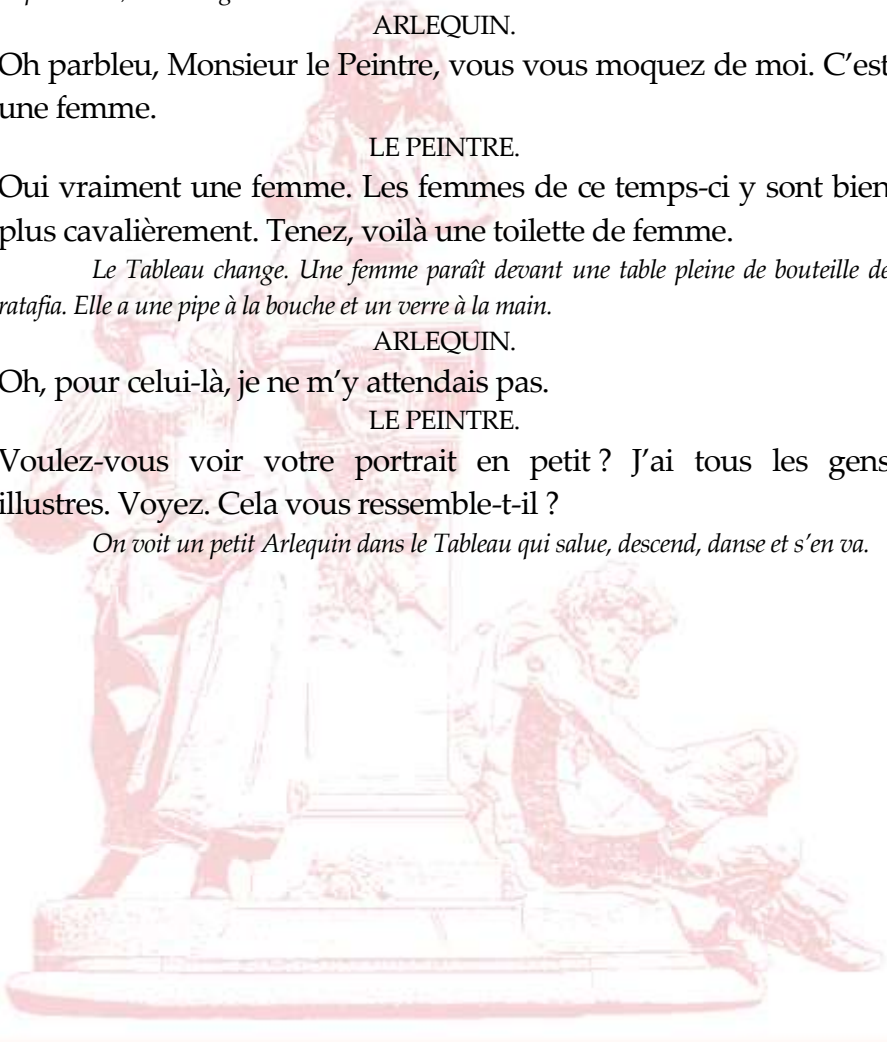 ARLEQUIN.
Oh parbleu, Monsieur le Peintre, vous vous moquez de moi. C'est
une femme.
LE PEINTRE.
Oui vraiment une femme. Les femmes de ce temps-ci y sont bien
plus cavalièrement. Tenez, voilà une toilette de femme.
Le Tableau change. Une femme paraît devant une table pleine de bouteille de
ratafia. Elle a une pipe à la bouche et un verre à la main.
ARLEQUIN.
Oh, pour celui-là, je ne m'y attendais pas.
LE PEINTRE.
Voulez-vous voir votre portrait en petit ? J'ai tous les gens
illustres. Voyez. Cela vous ressemble-t-il ?
On voit un petit Arlequin dans le Tableau qui salue, descend, danse et s'en va.